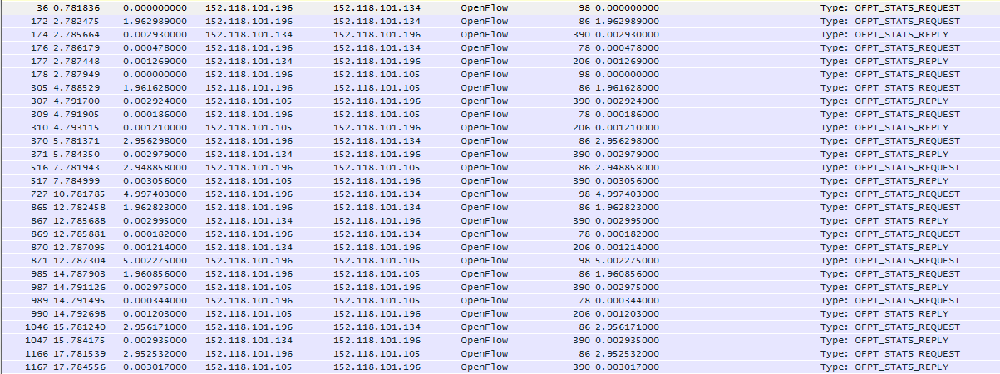 36 0.781836 0.000000000 152.118.101.196 152.118.101.134 OpenFlow 98 0.000000000 Type: OFPT_STATS_REQUEST
172 2.782475 1.962989000 152.118.101.196 152.118.101.134 OpenFlow 86 1.962989000 Type: OFPT_STATS_REQUEST
174 2.785664 0.002930000 152.118.101.134 152.118.101.196 OpenFlow 390 0.002930000 Type: OFPT_STATS_REPLY
176 2.786179 0.000478000 152.118.101.196 152.118.101.134 OpenFlow 78 0.000478000 Type: OFPT_STATS_REQUEST
177 2.787448 0.001269000 152.118.101.134 152.118.101.196 OpenFlow 206 0.001269000 Type: OFPT_STATS_REPLY
178 2.787949 0.000000000 152.118.101.196 152.118.101.105 OpenFlow 98 0.000000000 Type: OFPT_STATS_REQUEST
305 4.788529 1.961628000 152.118.101.196 152.118.101.105 OpenFlow 86 1.961628000 Type: OFPT_STATS_REQUEST
307 4.791700 0.002924000 152.118.101.105 152.118.101.196 OpenFlow 390 0.002924000 Type: OFPT_STATS_REPLY
309 4.791905 0.000186000 152.118.101.196 152.118.101.105 OpenFlow 78 0.000186000 Type: OFPT_STATS_REQUEST
310 4.793115 0.001210000 152.118.101.105 152.118.101.196 OpenFlow 206 0.001210000 Type: OFPT_STATS_REPLY
370 5.781371 2.956298000 152.118.101.196 152.118.101.134 OpenFlow 86 2.956298000 Type: OFPT_STATS_REQUEST
371 5.784350 0.002979000 152.118.101.134 152.118.101.196 OpenFlow 390 0.002979000 Type: OFPT_STATS_REPLY
516 7.781943 2.948858000 152.118.101.196 152.118.101.105 OpenFlow 86 2.948858000 Type: OFPT_STATS_REQUEST
517 7.784999 0.003056000 152.118.101.105 152.118.101.196 OpenFlow 390 0.003056000 Type: OFPT_STATS_REPLY
727 10.781785 4.997403000 152.118.101.196 152.118.101.134 OpenFlow 98 4.997403000 Type: OFPT_STATS_REQUEST
865 12.782458 1.962823000 152.118.101.196 152.118.101.134 OpenFlow 86 1.962823000 Type: OFPT_STATS_REQUEST
867 12.785688 0.002995000 152.118.101.134 152.118.101.196 OpenFlow 390 0.002995000 Type: OFPT_STATS_REPLY
869 12.785881 0.000182000 152.118.101.196 152.118.101.134 OpenFlow 78 0.000182000 Type: OFPT_STATS_REQUEST
870 12.787095 0.001214000 152.118.101.134 152.118.101.196 OpenFlow 206 0.001214000 Type: OFPT_STATS_REPLY
871 12.787304 5.002275000 152.118.101.196 152.118.101.105 OpenFlow 98 5.002275000 Type: OFPT_STATS_REQUEST
985 14.787903 1.960856000 152.118.101.196 152.118.101.105 OpenFlow 86 1.960856000 Type: OFPT_STATS_REQUEST
987 14.791126 0.002975000 152.118.101.105 152.118.101.196 OpenFlow 390 0.002975000 Type: OFPT_STATS_REPLY
989 14.791495 0.000344000 152.118.101.196 152.118.101.105 OpenFlow 78 0.000344000 Type: OFPT_STATS_REQUEST
990 14.792698 0.001203000 152.118.101.105 152.118.101.196 OpenFlow 206 0.001203000 Type: OFPT_STATS_REPLY
1046 15.781240 2.956171000 152.118.101.196 152.118.101.134 OpenFlow 86 2.956171000 Type: OFPT_STATS_REQUEST
1047 15.784175 0.002935000 152.118.101.134 152.118.101.196 OpenFlow 390 0.002935000 Type: OFPT_STATS_REPLY
1166 17.781539 2.952532000 152.118.101.196 152.118.101.105 OpenFlow 86 2.952532000 Type: OFPT_STATS_REQUEST
1167 17.784556 0.003017000 152.118.101.105 152.118.101.196 OpenFlow 390 0.003017000 Type: OFPT_STATS_REPLY